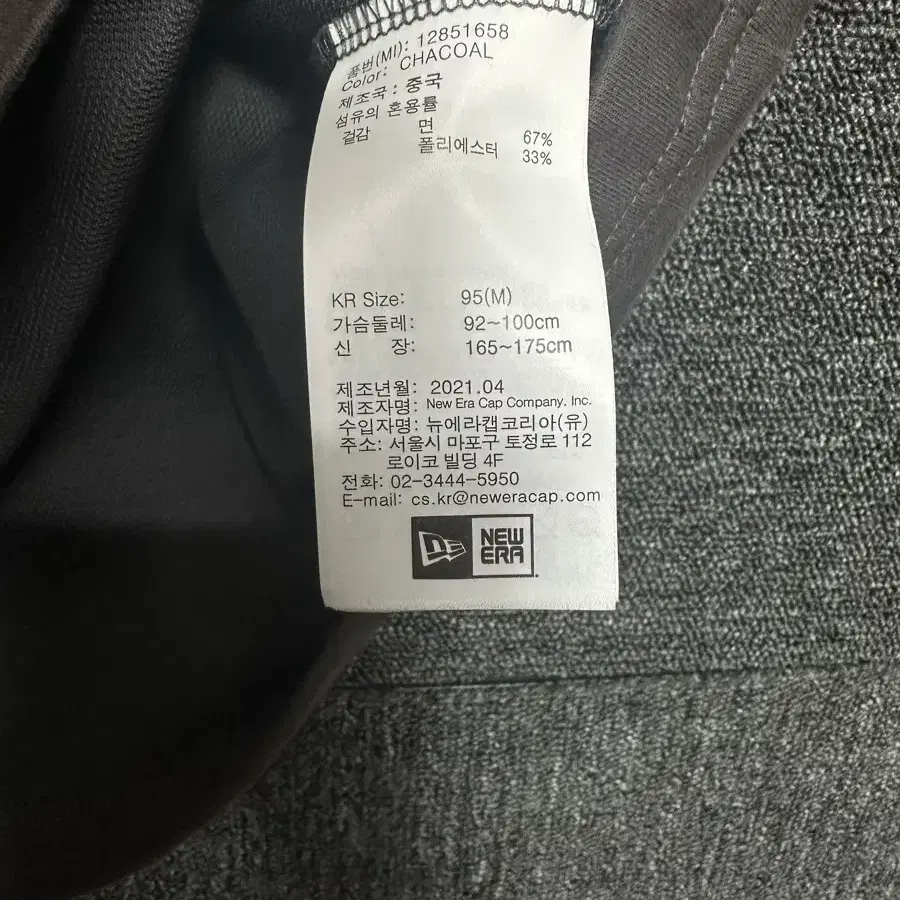 품번(MI): 12851658
Color: CHACOAL
제조국 : 중국
섬유의 혼용률
겉감 면 67%
폴리에스터 33%
KR Size: 95(M)
가슴둘레: 92~100cm
신 장: 165~175cm
제조년월: 2021.04
제조자명: New Era Cap Company. Inc.
수입자명: 뉴에라캡코리아(유)
주소: 서울시 마포구 토정로 112
로이코 빌딩 4F
전화: 02-3444-5950
E-mail: cs.kr@neweracap.com
NEW
ERA